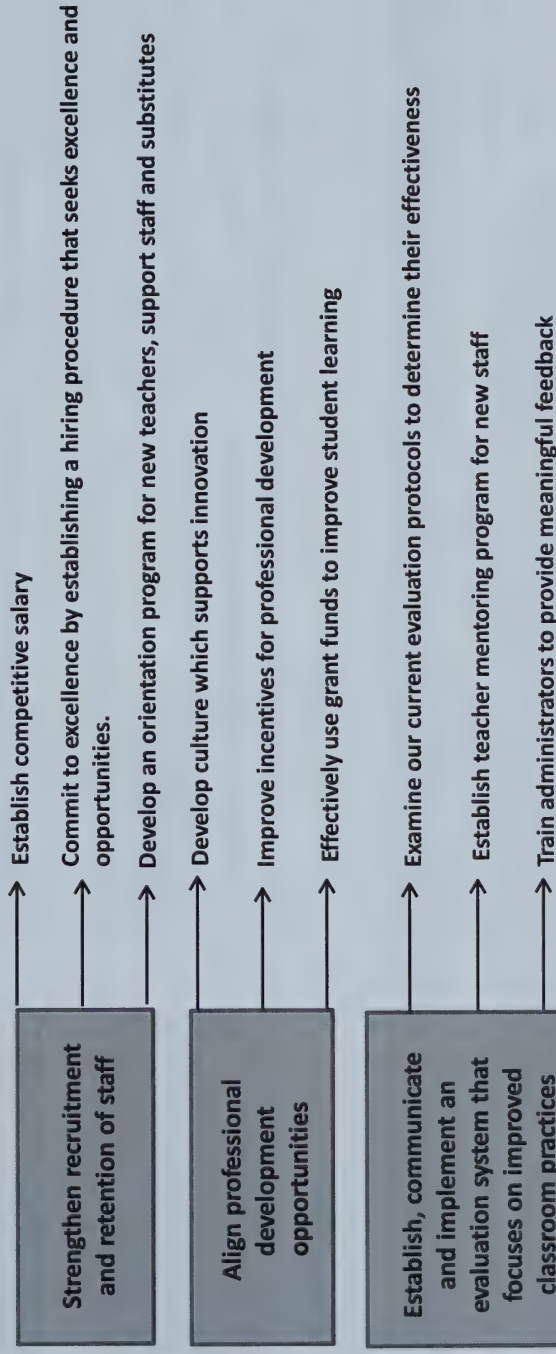 Strengthen recruitment
and retention of staff
Establish competitive salary
Commit to excellence by establishing a hiring procedure that seeks excellence and
opportunities.
Develop an orientation program for new teachers, support staff and substitutes
Align professional
development
opportunities
Develop culture which supports innovation
Improve incentives for professional development
Effectively use grant funds to improve student learning
Establish, communicate
and implement an
evaluation system that
focuses on improved
classroom practices
Examine our current evaluation protocols to determine their effectiveness
Establish teacher mentoring program for new staff
Train administrators to provide meaningful feedback